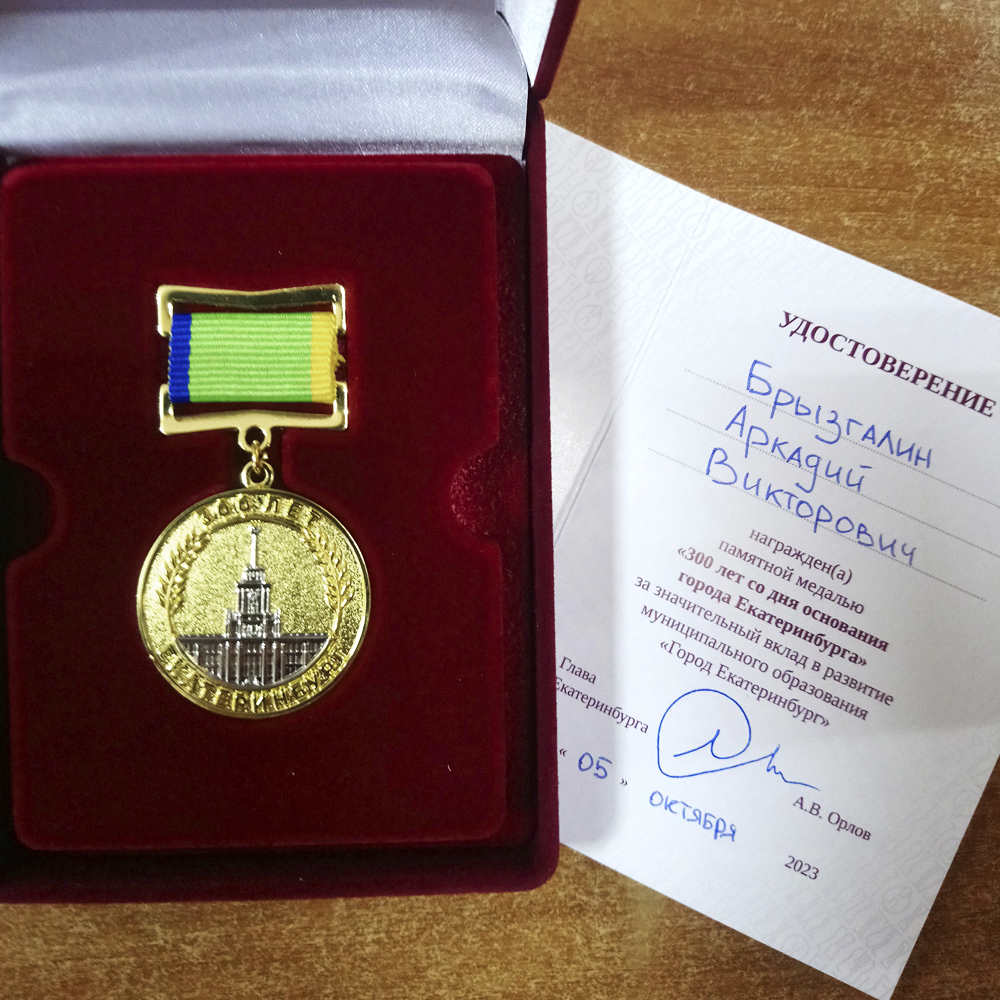 300 ЛЕТ
ЕКАТЕРИНБУРГ
УДОСТОВЕРЕНИЕ
Брызгалин
Аркадий
Викторович
награжден(а)
памятной медалью
«300 лет со дня основания
города Екатеринбурга»
за значительный вклад в развитие
муниципального образования
«Город Екатеринбург»
Глава
Екатеринбурга
А.В. Орлов
« 05 » октября 2023